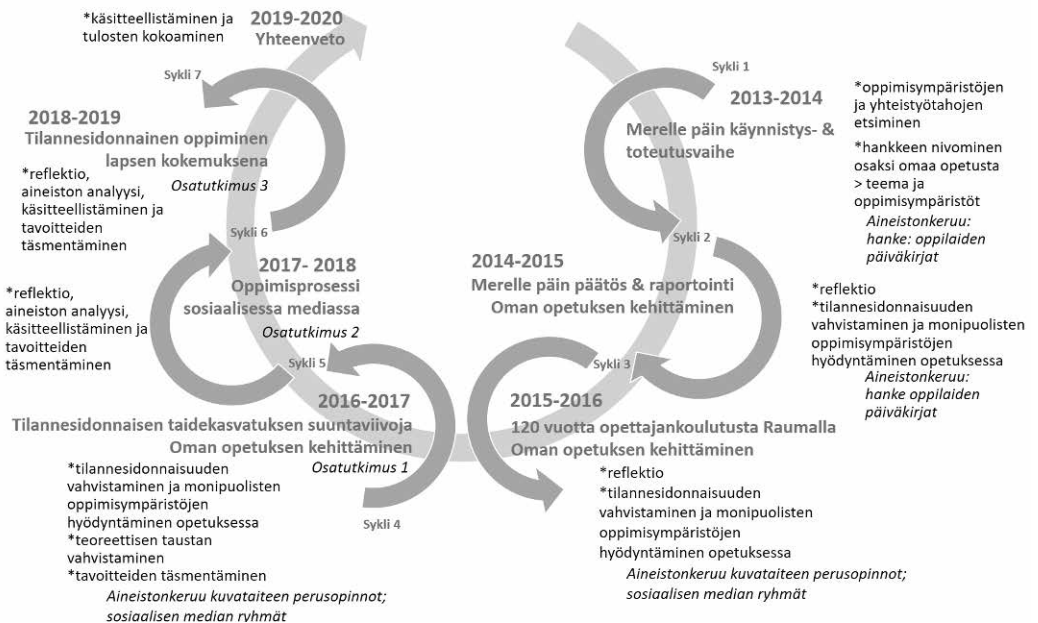 Sykli 1
2013-2014
Merelle päin käynnistys- &
toteutusvaihe
*oppimisympäristöjen
ja yhteistyötahojen
etsiminen
*hankkeen nivominen
osaksi omaa opetusta
> teema ja
oppimisympäristöt
Aineistonkeruu:
hanke: oppilaiden
päiväkirjat
Sykli 2
2014-2015
Merelle päin päätös & raportointi
Oman opetuksen kehittäminen
*reflektio
*tilannesidonnaisuuden
vahvistaminen ja monipuolisten
oppimisympäristöjen
hyödyntäminen opetuksessa
Aineistonkeruu:
hanke oppilaiden
päiväkirjat
Sykli 3
2015-2016
120 vuotta opettajankoulutusta Raumalla
Oman opetuksen kehittäminen
*reflektio
*tilannesidonnaisuuden
vahvistaminen ja monipuolisten
oppimisympäristöjen
hyödyntäminen opetuksessa
Aineistonkeruu kuvataiteen perusopinnot;
sosiaalisen median ryhmät
Sykli 4
2016-2017
Tilannesidonnaisen taidekasvatuksen suuntaviivoja
Oman opetuksen kehittäminen
Osatutkimus 1
*tilannesidonnaisuuden
vahvistaminen ja monipuolisten
oppimisympäristöjen
hyödyntäminen opetuksessa
*teoreettisen taustan
vahvistaminen
*tavoitteiden täsmentäminen
Aineistonkeruu kuvataiteen perusopinnot;
sosiaalisen median ryhmät
Sykli 5
2017- 2018
Oppimisprosessi
sosiaalisessa mediassa
Osatutkimus 2
*reflektio,
aineiston analyysi,
käsitteellistäminen ja
tavoitteiden
täsmentäminen
Sykli 6
2018-2019
Tilannesidonnainen oppiminen
lapsen kokemuksena
Osatutkimus 3
*reflektio,
aineiston analyysi,
käsitteellistäminen ja
tavoitteiden
täsmentäminen
Sykli 7
2019-2020
Yhteenveto
*käsitteellistäminen ja
tulosten kokoaminen